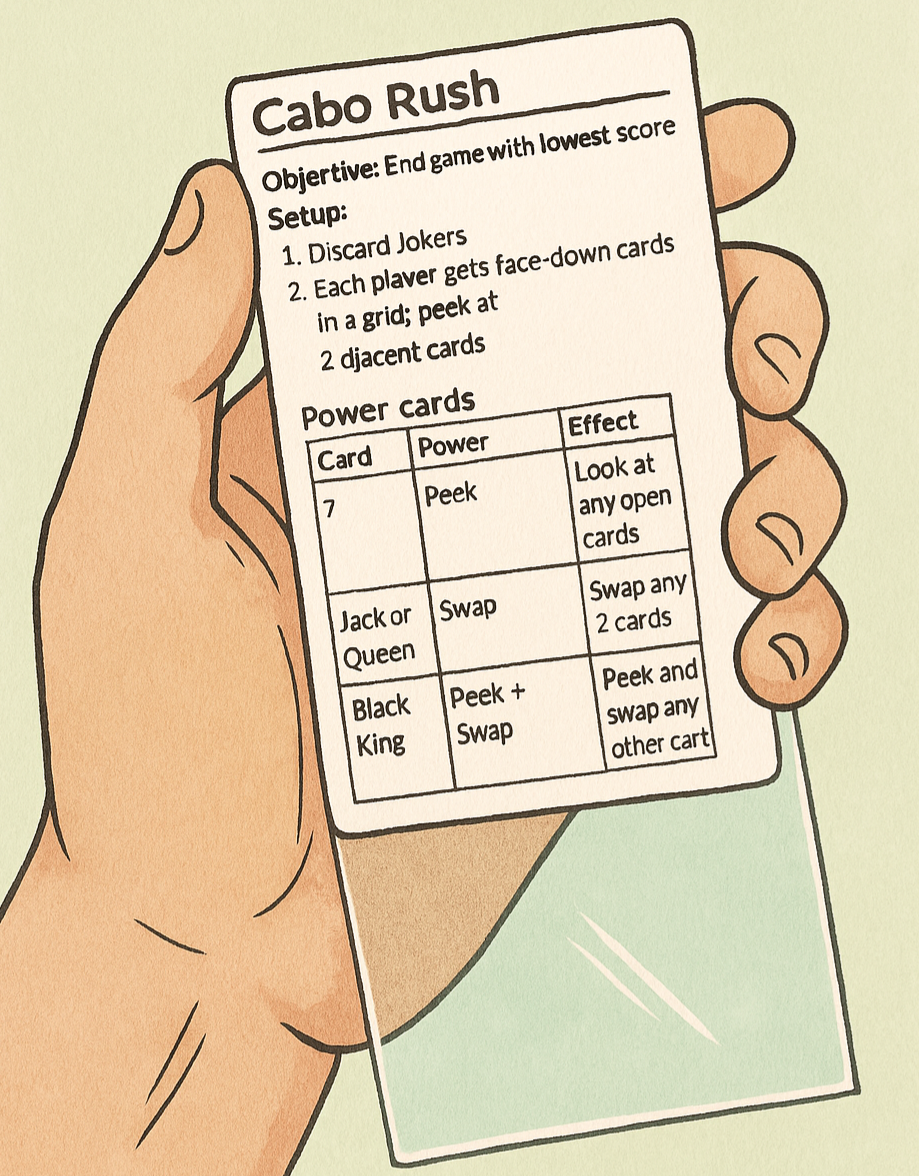 Cabo Rush
Objertive: End game with lowest score
Setup:
1. Discard Jokers
2. Each plaver gets face-down cards
in a grid; peek at
2 djacent cards
Power cards
Card Power Effect
7 Peek Look at
any open
cards
Jack or Swap Swap any
Queen 2 cards
Black Peek + Peek and
King Swap swap any
other cart